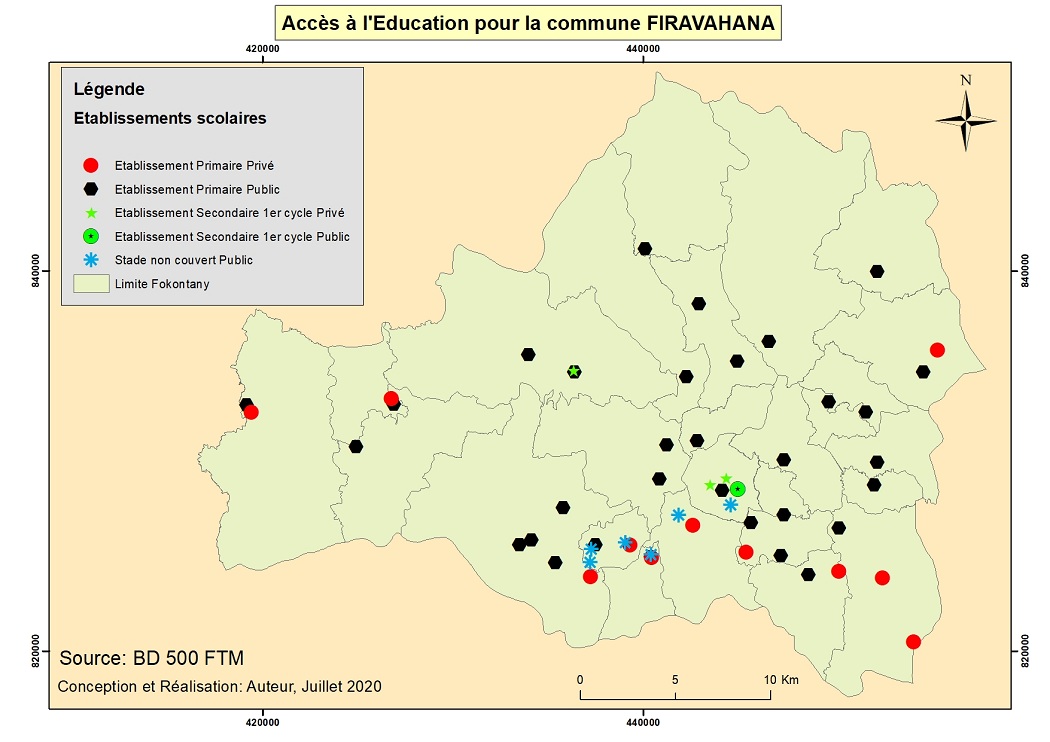 Accès à l'Education pour la commune FIRAVAHANA
420000 440000
Légende
Etablissements scolaires
Etablissement Primaire Privé
Etablissement Primaire Public
Etablissement Secondaire 1er cycle Privé
Etablissement Secondaire 1er cycle Public
Stade non couvert Public
Limite Fokontany
N
840000 840000
820000 820000
Source: BD 500 FTM
Conception et Réalisation: Auteur, Juillet 2020
0 5 10 Km
420000 440000